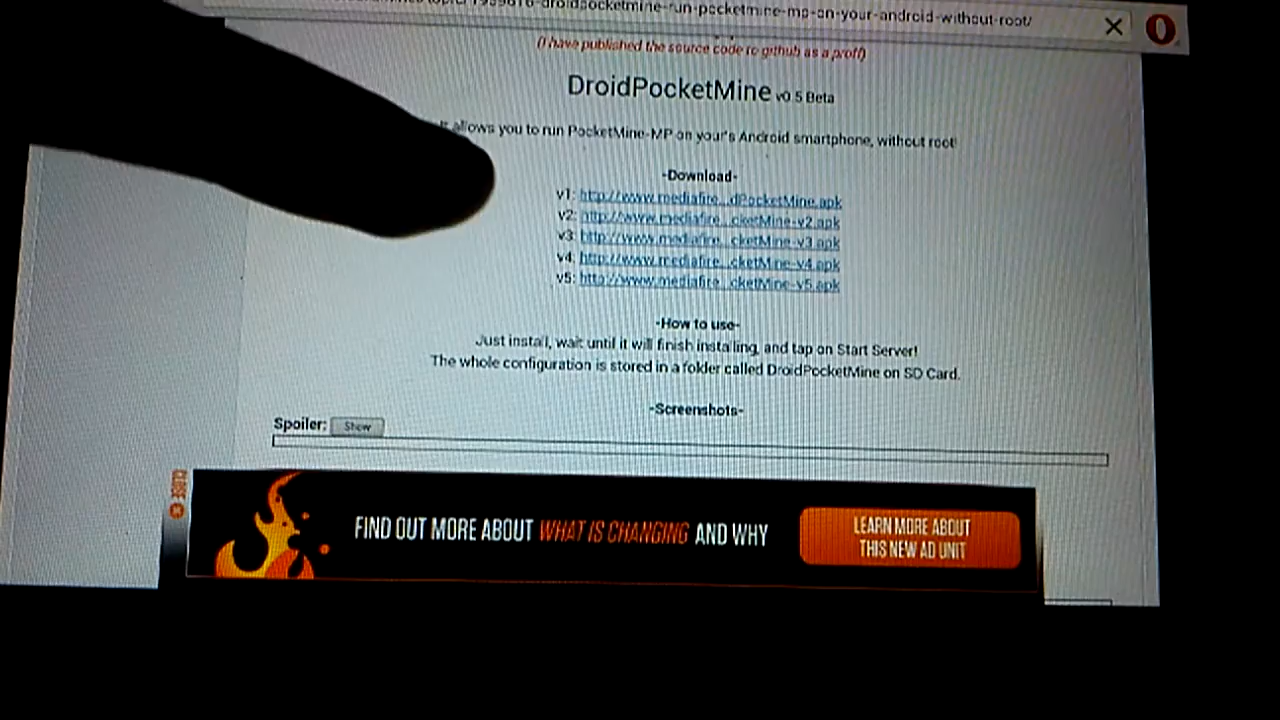 droidpocketmine-run-pocketmine-mp-on-your-android-without-root/
(I have published the source code to github as a proff)
DroidPocketMine v0.5 Beta
It allows you to run PocketMine-MP on your's Android smartphone, without root!
-Download-
v1: http://www.mediafire...dPocketMine.apk
v2: http://www.mediafire...cketMine-v2.apk
v3: http://www.mediafire...cketMine-v3.apk
v4: http://www.mediafire...cketMine-v4.apk
v5: http://www.mediafire...cketMine-v5.apk
-How to use-
Just install, wait until it will finish installing, and tap on Start Server!
The whole configuration is stored in a folder called DroidPocketMine on SD Card.
-Screenshots-
Spoiler: Show
CLOSE
FIND OUT MORE ABOUT WHAT IS CHANGING AND WHY
LEARN MORE ABOUT
THIS NEW AD UNIT